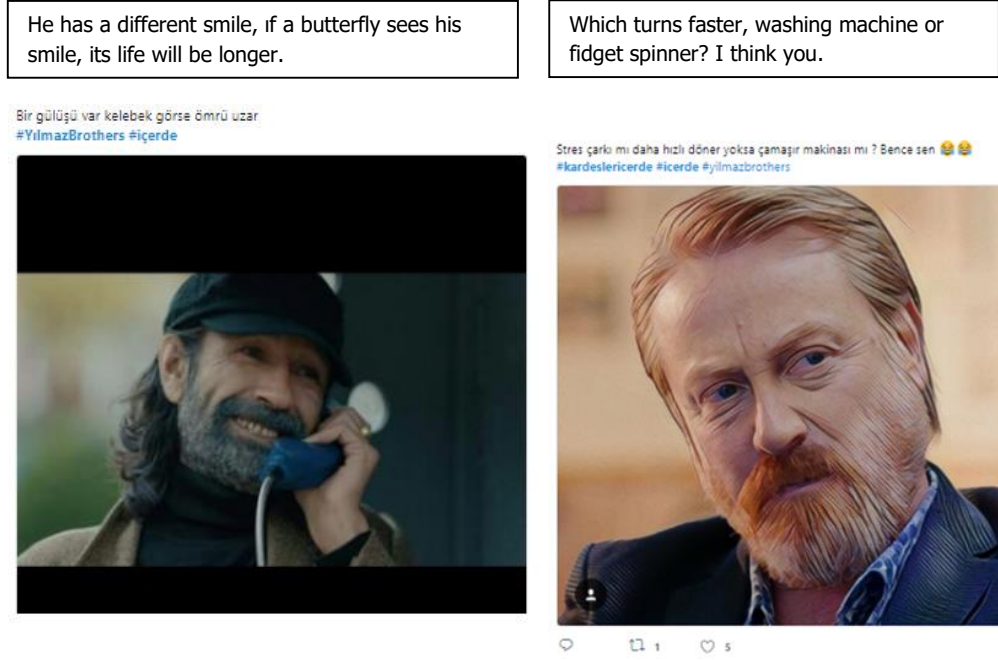 He has a different smile, ıf a butterfly sees his
smile, its life will be longer.
Bir gülüşü var kelebek görse ömrü uzar
#YılmazBrothers #içerde
Which turns faster, washing machine or
fidget spinner? I think you.
Stres çarkı mı daha hızlı döner yoksa çamaşır makinası mı ? Bence sen 😂 😂
#kardeslericerde #icerde #yilmazbrothers
1 5